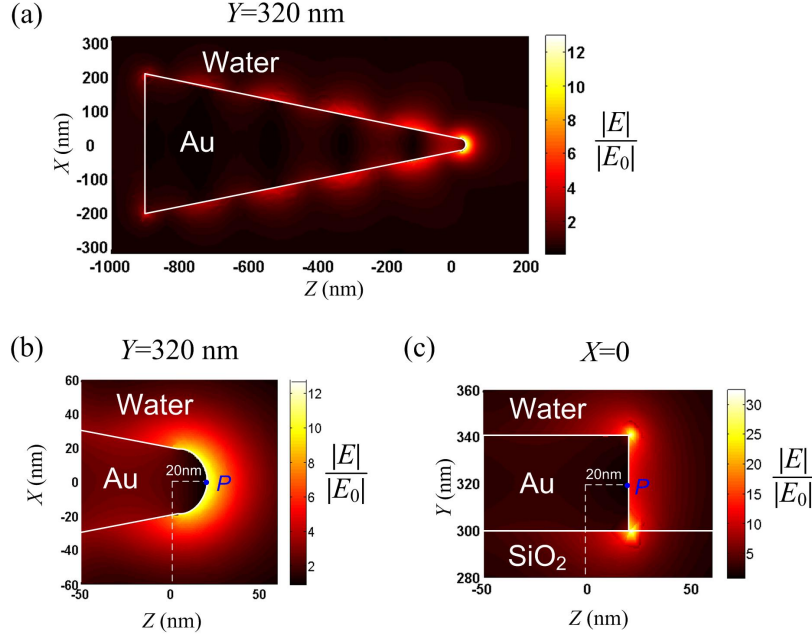 (a)
Y=320 nm
300
200
100
0
-100
-200
-300
X (nm)
Water
Au
-1000 -800 -600 -400 -200 0 200
Z (nm)
12
10
8
6
4
2
|E|
|E0|
(b)
Y=320 nm
60
40
20
0
-20
-40
-60
X (nm)
Water
Au
20nm
P
-50 0 50
Z (nm)
12
10
8
6
4
2
|E|
|E0|
(c)
X=0
360
340
320
300
280
Y (nm)
Water
Au
20nm
P
SiO2
-50 0 50
Z (nm)
30
25
20
15
10
5
|E|
|E0|